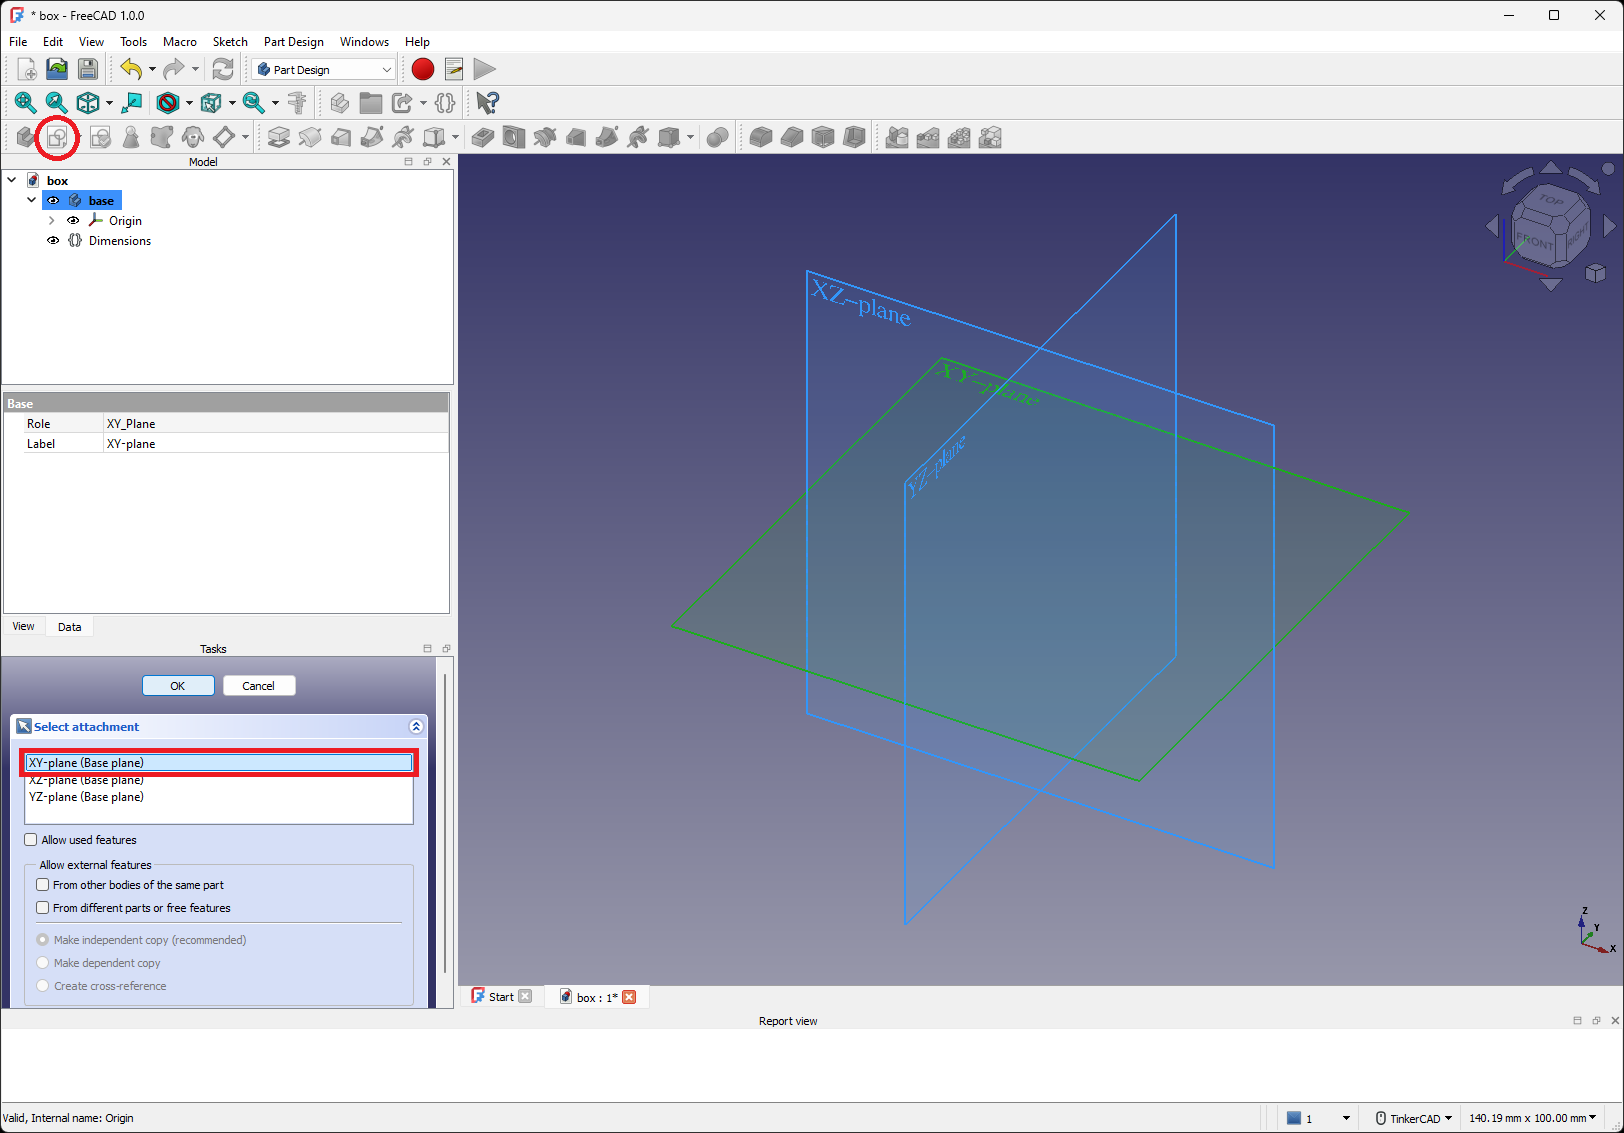 * box - FreeCAD 1.0.0
File Edit View Tools Macro Sketch Part Design Windows Help
Part Design
Model
box
base
Origin
Dimensions
Base
Role XY_Plane
Label XY-plane
View Data
Tasks
OK Cancel
Select attachment
XY-plane (Base plane)
XZ-plane (Base plane)
YZ-plane (Base plane)
Allow used features
Allow external features
From other bodies of the same part
From different parts or free features
Make independent copy (recommended)
Make dependent copy
Create cross-reference
XZ-plane
XY-plane
YZ-plane
TOP
FRONT
RIGHT
Z
Y
X
Start box : 1*
Report view
Valid, Internal name: Origin
1 TinkerCAD 140.19 mm x 100.00 mm